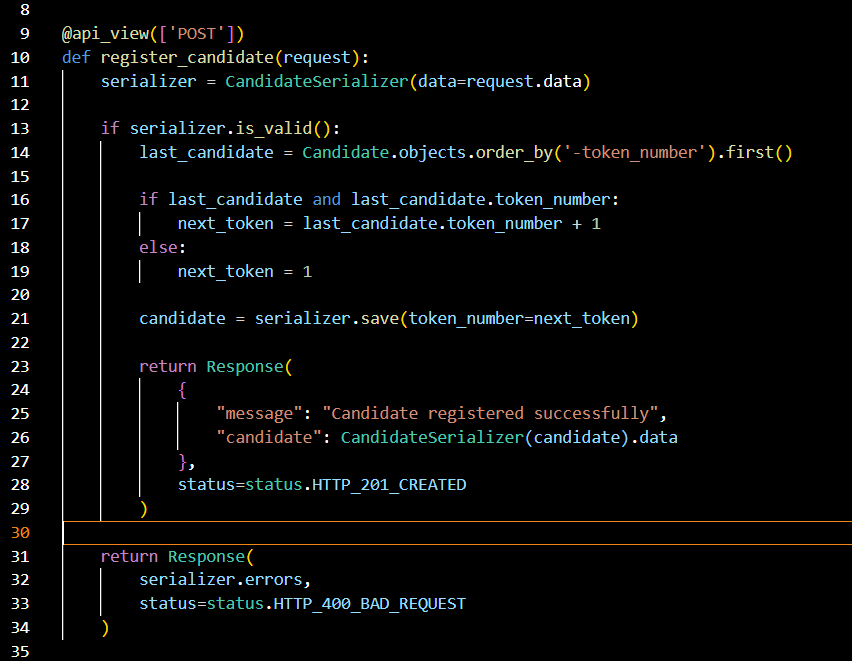 8
9 @api_view(['POST'])
10 def register_candidate(request):
11     serializer = CandidateSerializer(data=request.data)
12
13     if serializer.is_valid():
14         last_candidate = Candidate.objects.order_by('-token_number').first()
15
16         if last_candidate and last_candidate.token_number:
17             next_token = last_candidate.token_number + 1
18         else:
19             next_token = 1
20
21         candidate = serializer.save(token_number=next_token)
22
23         return Response(
24             {
25                 "message": "Candidate registered successfully",
26                 "candidate": CandidateSerializer(candidate).data
27             },
28             status=status.HTTP_201_CREATED
29         )
30
31     return Response(
32         serializer.errors,
33         status=status.HTTP_400_BAD_REQUEST
34     )
35